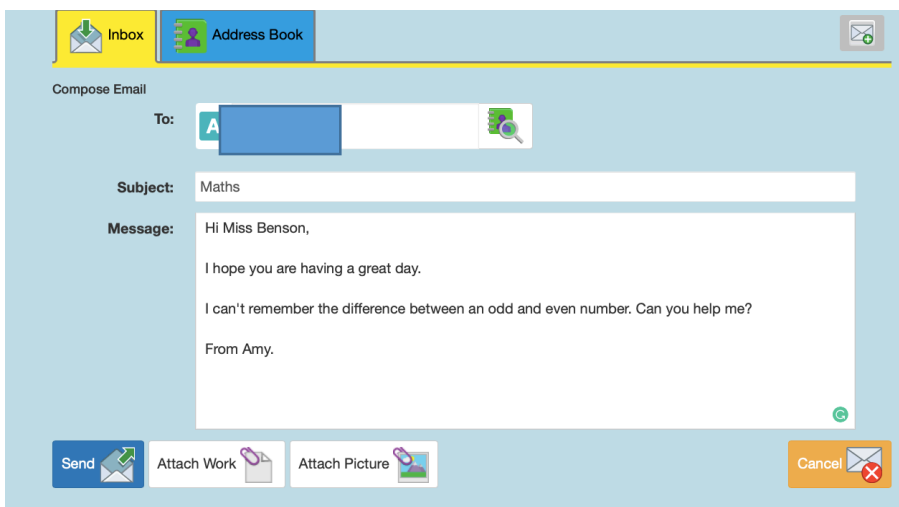 Inbox
Address Book
Compose Email
To:
A
Subject:
Maths
Message:
Hi Miss Benson,
I hope you are having a great day.
I can't remember the difference between an odd and even number. Can you help me?
From Amy.
Send
Attach Work
Attach Picture
Cancel